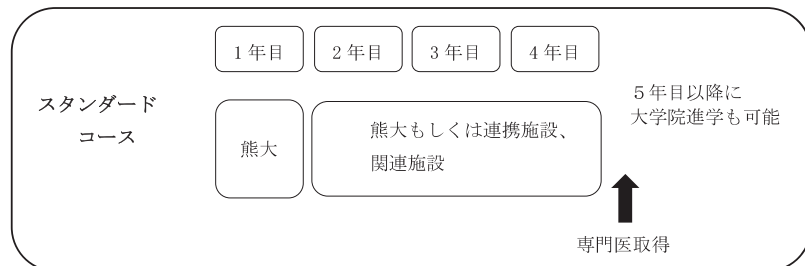 1年目 2年目 3年目 4年目
スタンダード
コース
熊大
熊大もしくは連携施設、
関連施設
5年目以降に
大学院進学も可能
専門医取得